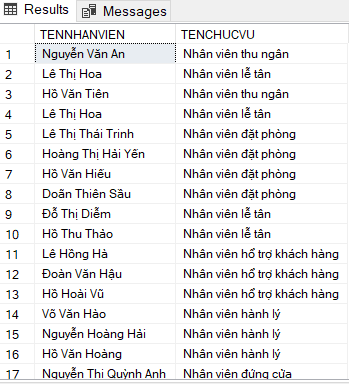 Results Messages
TENNHANVIEN TENCHUCVU
1 Nguyễn Văn An Nhân viên thu ngân
2 Lê Thị Hoa Nhân viên lễ tân
3 Hồ Văn Tiên Nhân viên thu ngân
4 Lê Thị Hoa Nhân viên lễ tân
5 Lê Thị Thái Trinh Nhân viên đặt phòng
6 Hoàng Thị Hải Yến Nhân viên đặt phòng
7 Hồ Văn Hiếu Nhân viên đặt phòng
8 Doãn Thiên Sầu Nhân viên đặt phòng
9 Đỗ Thị Diễm Nhân viên lễ tân
10 Hồ Thu Thảo Nhân viên lễ tân
11 Lê Hồng Hà Nhân viên hổ trợ khách hàng
12 Đoàn Văn Hậu Nhân viên hổ trợ khách hàng
13 Hồ Hoài Vũ Nhân viên hổ trợ khách hàng
14 Võ Văn Hào Nhân viên hành lý
15 Nguyễn Hoàng Hải Nhân viên hành lý
16 Hồ Văn Hoàng Nhân viên hành lý
17 Nguyễn Thị Quỳnh Anh Nhân viên đứng cửa